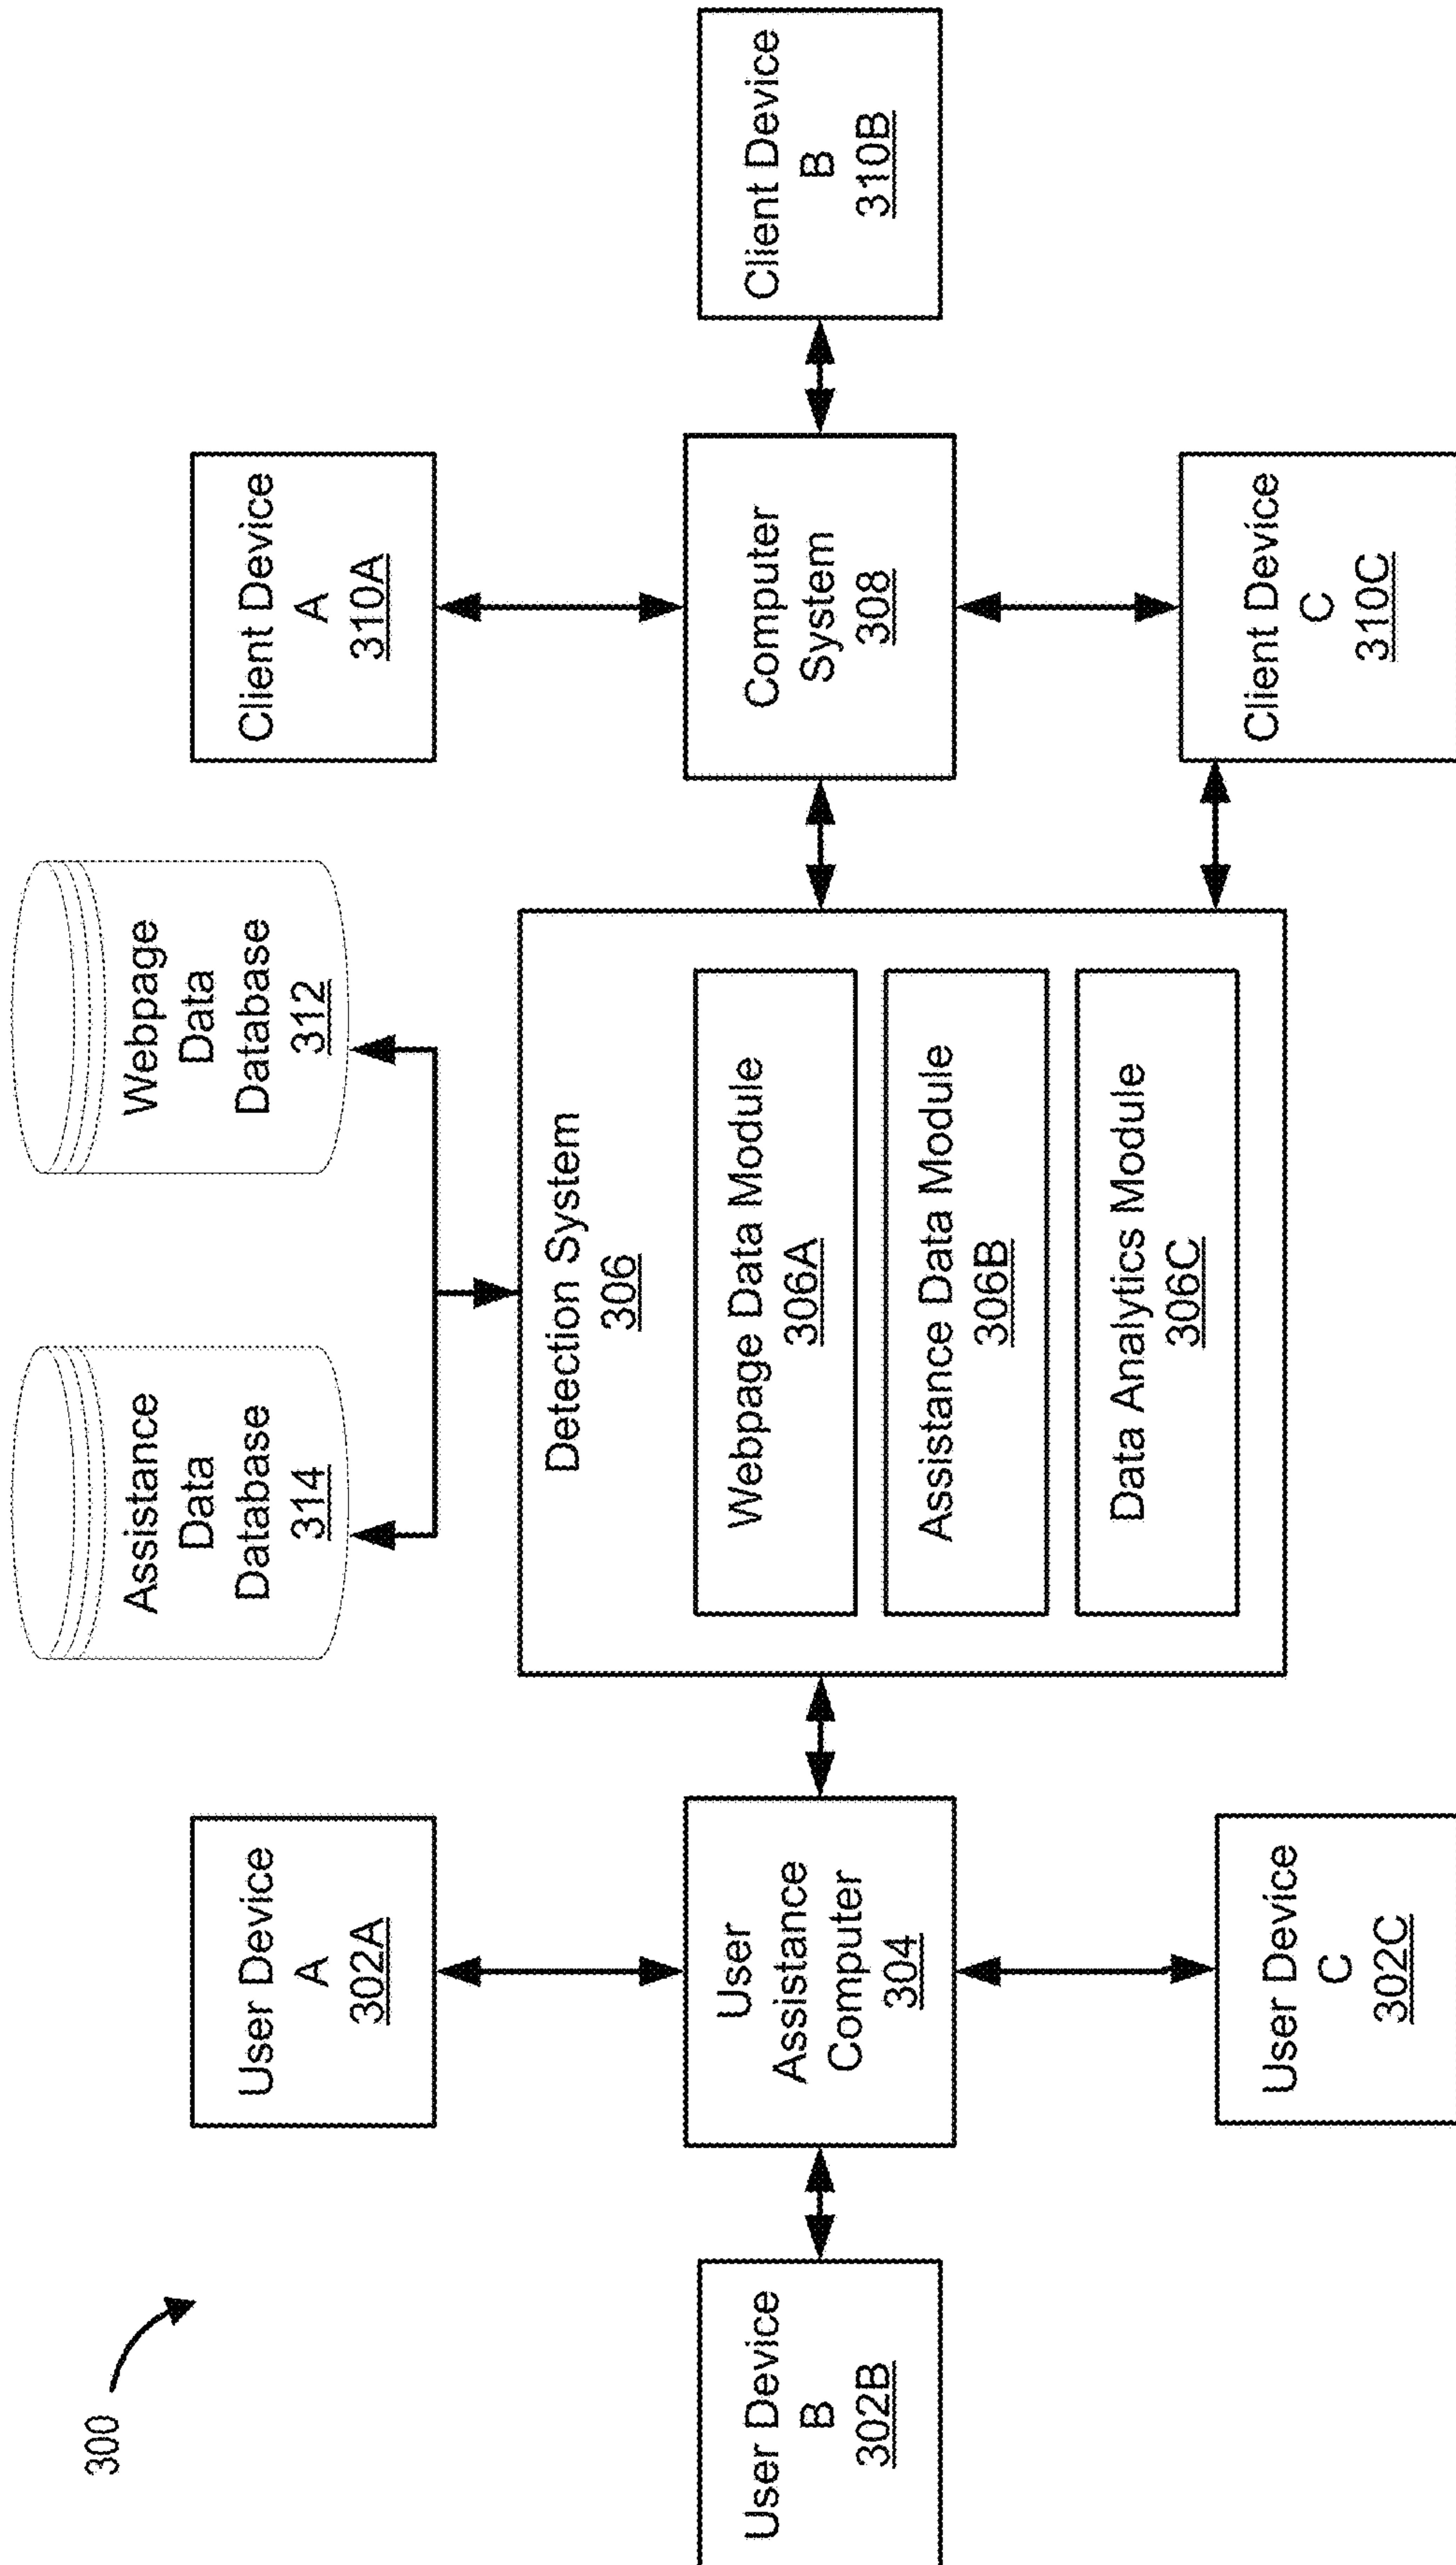 300
Assistance
Data
Database
314
Webpage
Data
Database
312
User Device
A
302A
Client Device
A
310A
Detection System
306
User Device
B
302B
User
Assistance
Computer
304
Webpage Data Module
306A
Assistance Data Module
306B
Data Analytics Module
306C
Computer
System
308
Client Device
B
310B
User Device
C
302C
Client Device
C
310C